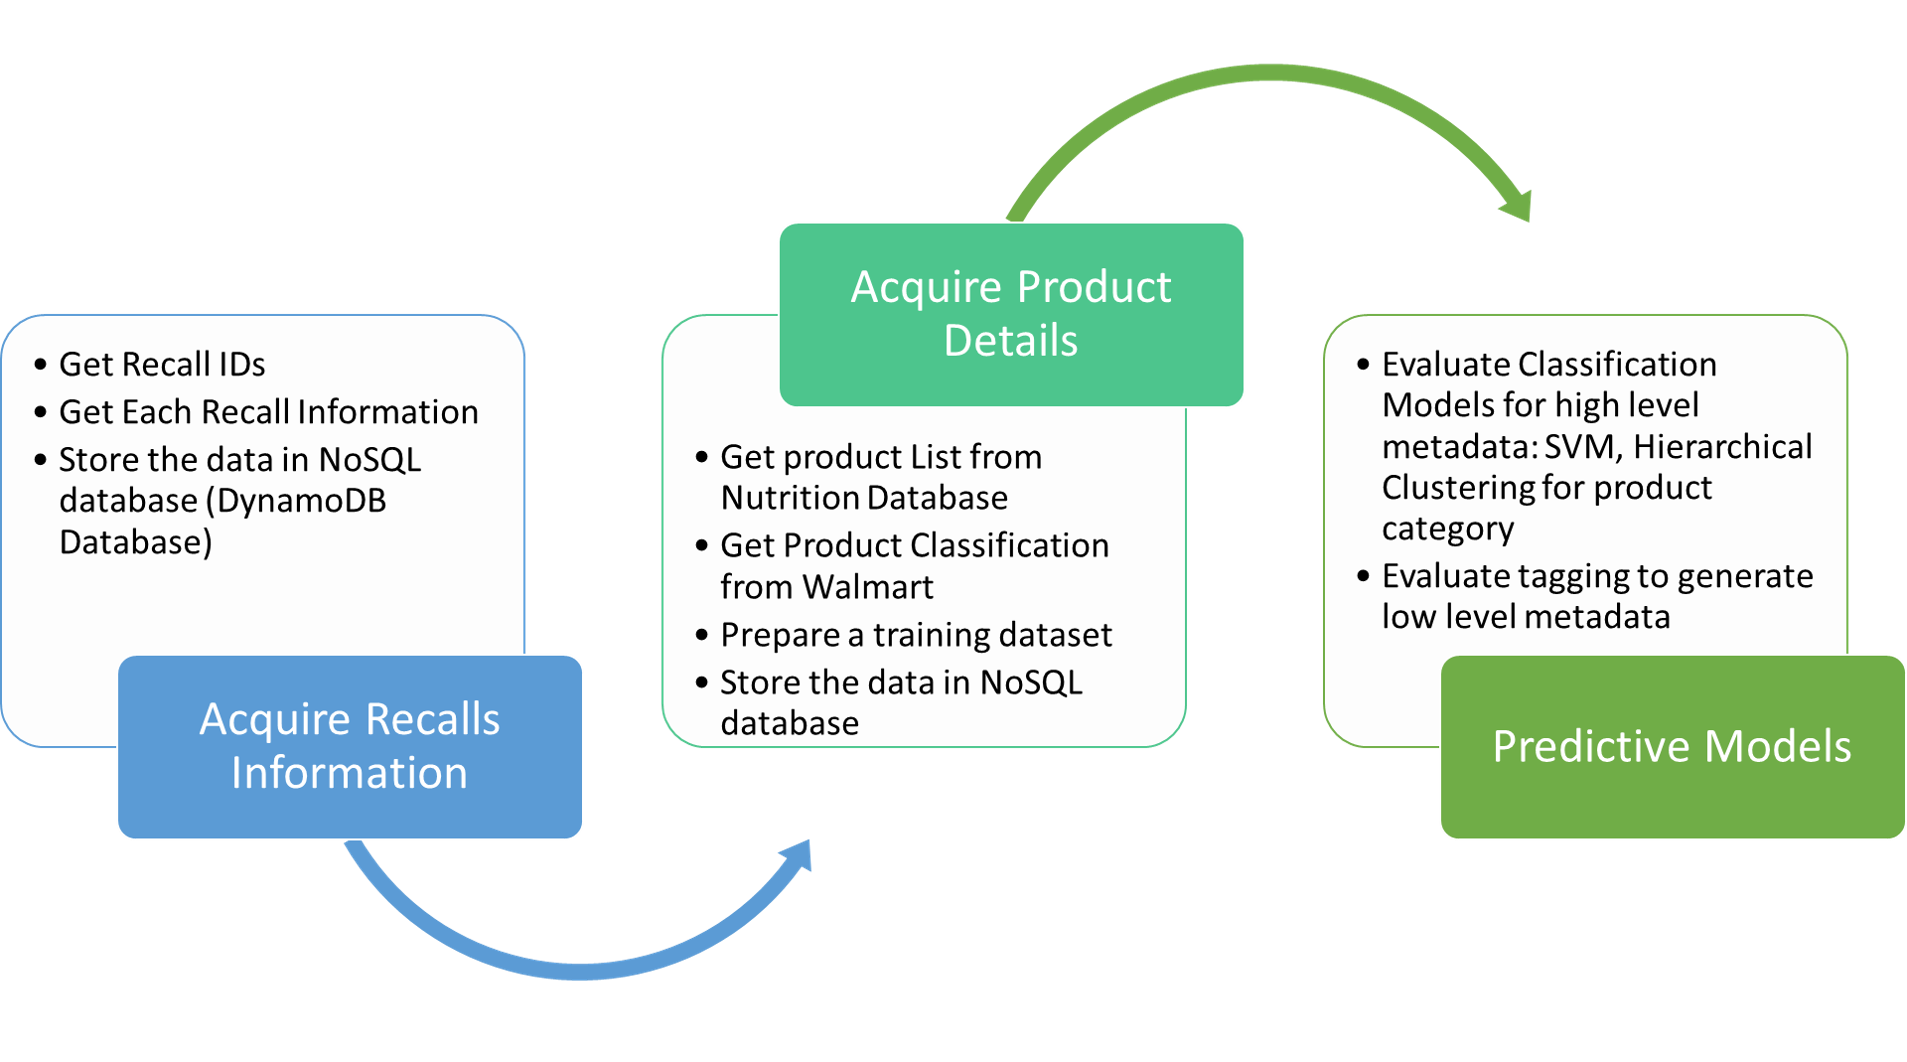 • Get Recall IDs
• Get Each Recall Information
• Store the data in NoSQL
database (DynamoDB
Database)
Acquire Recalls
Information
Acquire Product
Details
• Get product List from
Nutrition Database
• Get Product Classification
from Walmart
• Prepare a training dataset
• Store the data in NoSQL
database
• Evaluate Classification
Models for high level
metadata: SVM, Hierarchical
Clustering for product
category
• Evaluate tagging to generate
low level metadata
Predictive Models